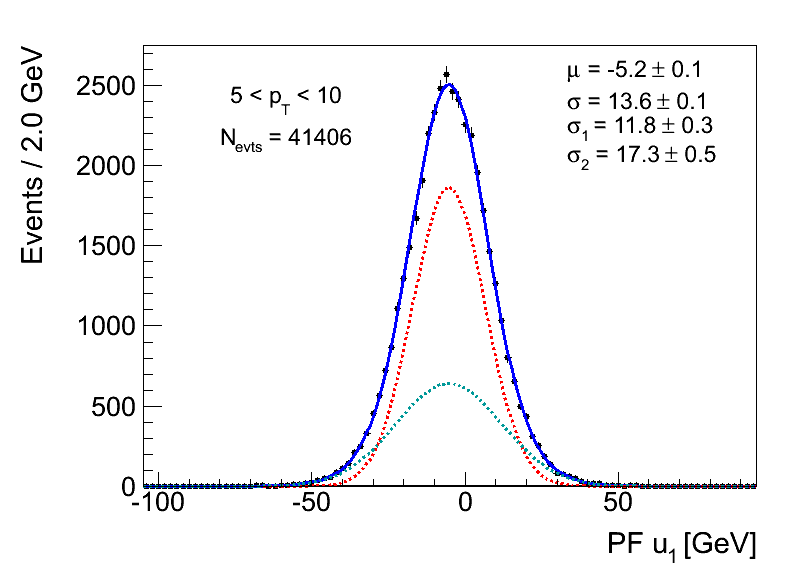 Events / 2.0 GeV
2500
2000
1500
1000
500
0
5 < p_T < 10
N_evts = 41406
μ = -5.2 ± 0.1
σ = 13.6 ± 0.1
σ_1 = 11.8 ± 0.3
σ_2 = 17.3 ± 0.5
-100 -50 0 50
PF u_1 [GeV]